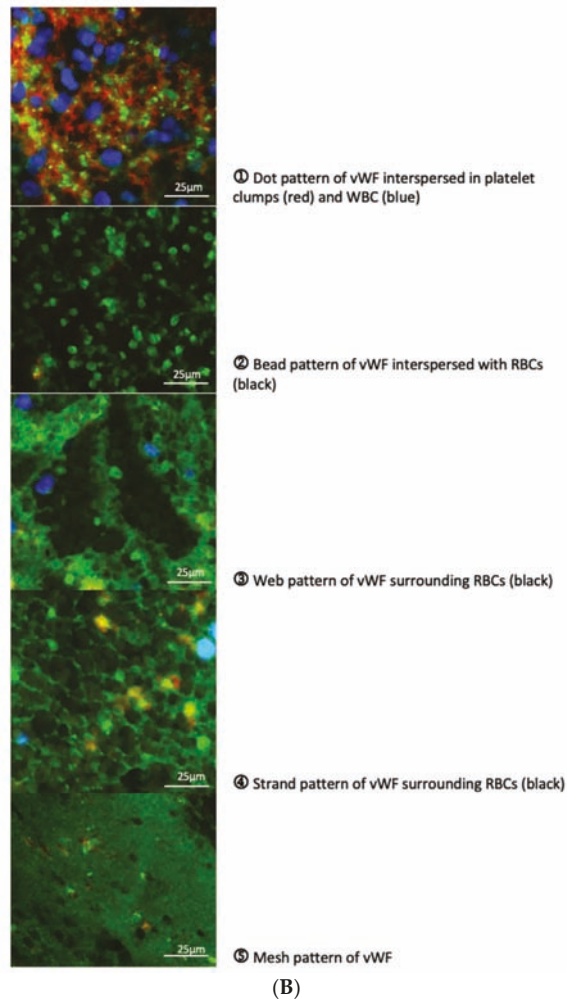 25μm
① Dot pattern of vWF interspersed in platelet
clumps (red) and WBC (blue)
25μm
② Bead pattern of vWF interspersed with RBCs
(black)
25μm
③ Web pattern of vWF surrounding RBCs (black)
25μm
④ Strand pattern of vWF surrounding RBCs (black)
25μm
⑤ Mesh pattern of vWF
(B)